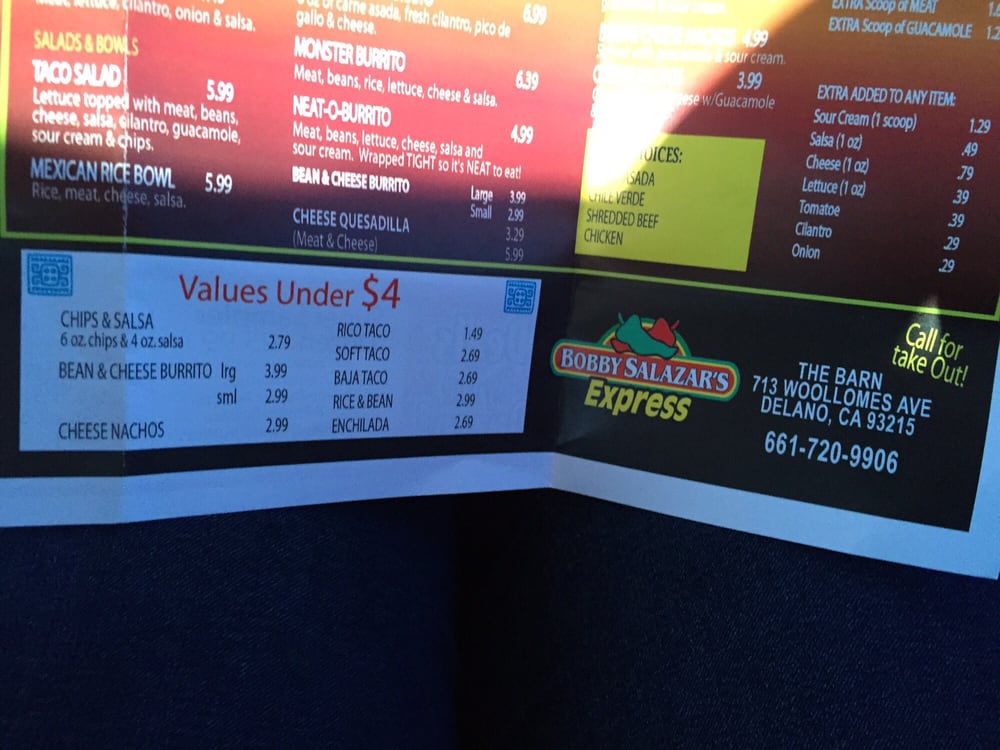 cilantro, onion & salsa.
SALADS & BOWLS
TACO SALAD 5.99
Lettuce topped with meat, beans,
cheese, salsa, cilantro, guacamole,
sour cream & chips.
MEXICAN RICE BOWL 5.99
Rice, meat, cheese, salsa.
of carne asada, fresh cilantro, pico de 6.99
gallo & cheese.
MONSTER BURRITO 6.39
Meat, beans, rice, lettuce, cheese & salsa.
NEAT-O-BURRITO 4.99
Meat, beans, lettuce, cheese, salsa and
sour cream. Wrapped TIGHT so it's NEAT to eat!
BEAN & CHEESE BURRITO Large 3.99
Small 2.99
CHEESE QUESADILLA 3.29
(Meat & Cheese) 5.99
4.99
& sour cream.
3.99
w/Guacamole
CHILE VERDE
SHREDDED BEEF
CHICKEN
EXTRA Scoop of MEAT
EXTRA Scoop of GUACAMOLE
EXTRA ADDED TO ANY ITEM:
Sour Cream (1 scoop) 1.29
Salsa (1 oz) .49
Cheese (1 oz) .79
Lettuce (1 oz) .39
Tomatoe .39
Cilantro .29
Onion .29
Values Under $4
CHIPS & SALSA
6 oz. chips & 4 oz. salsa 2.79
BEAN & CHEESE BURRITO lrg 3.99
sml 2.99
CHEESE NACHOS 2.99
RICO TACO 1.49
SOFT TACO 2.69
BAJA TACO 2.69
RICE & BEAN 2.99
ENCHILADA 2.69
BOBBY SALAZAR'S
Express
Call for
take Out!
THE BARN
713 WOOLLOMES AVE
DELANO, CA 93215
661-720-9906